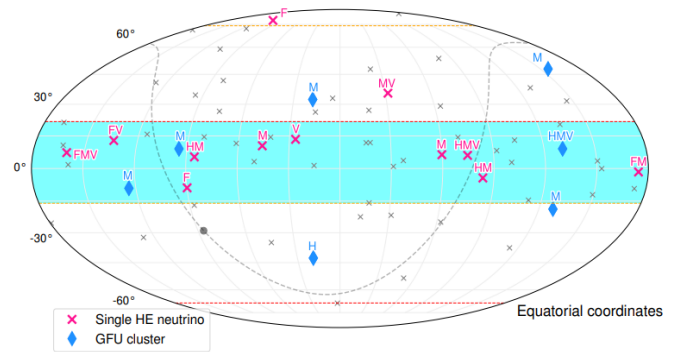 F
60°
M
M
MV
30°
FV
M
V
M
HMV
HMV
M
HM
FMV
0°
HM
FM
M
F
M
-30°
H
-60°
Equatorial coordinates
Single HE neutrino
GFU cluster